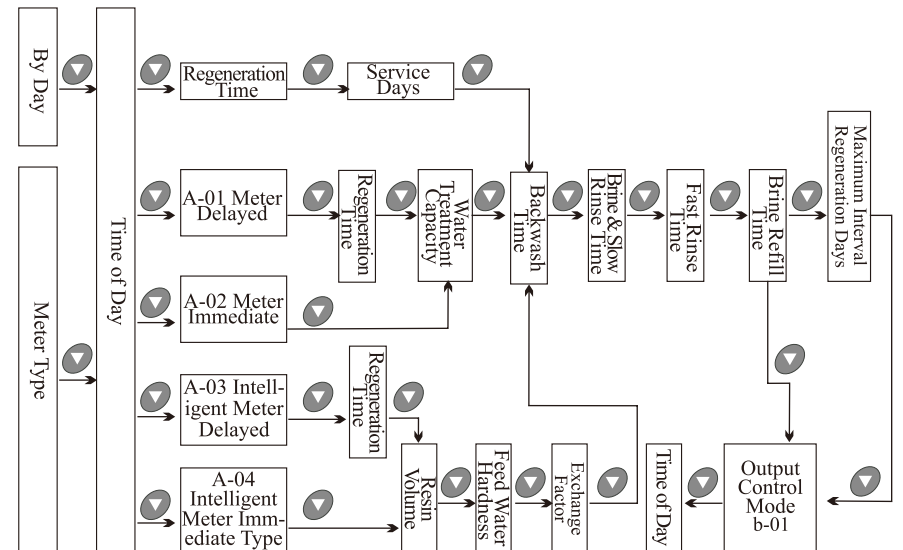 By Day
Time of Day
Regeneration
Time
Service
Days
Meter Type
A-01 Meter
Delayed
Regeneration
Time
Water
Treatment
Capacity
Backwash
Time
Brine & Slow
Rinse Time
Fast Rinse
Time
Brine Refill
Time
Maximum Interval
Regeneration Days
A-02 Meter
Immediate
A-03 Intell-
igent Meter
Delayed
Regeneration
Time
A-04
Intelligent
Meter Imm-
ediate Type
Resin
Volume
Feed Water
Hardness
Exchange
Factor
Time of Day
Output
Control
Mode
b-01